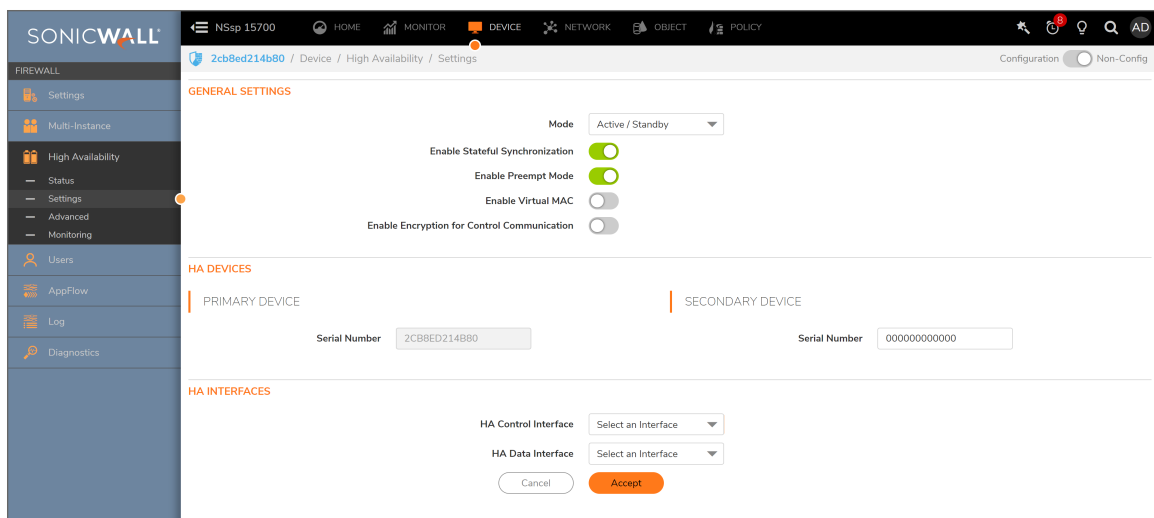 SONICWALL
NSsp 15700 HOME MONITOR DEVICE NETWORK OBJECT POLICY 8 AD
2cb8ed214b80 / Device / High Availability / Settings Configuration Non-Config
FIREWALL
Settings
Multi-Instance
High Availability
Status
Settings
Advanced
Monitoring
Users
AppFlow
Log
Diagnostics
GENERAL SETTINGS
Mode Active / Standby
Enable Stateful Synchronization
Enable Preempt Mode
Enable Virtual MAC
Enable Encryption for Control Communication
HA DEVICES
PRIMARY DEVICE
Serial Number 2CB8ED214B80
SECONDARY DEVICE
Serial Number 000000000000
HA INTERFACES
HA Control Interface Select an Interface
HA Data Interface Select an Interface
Cancel Accept